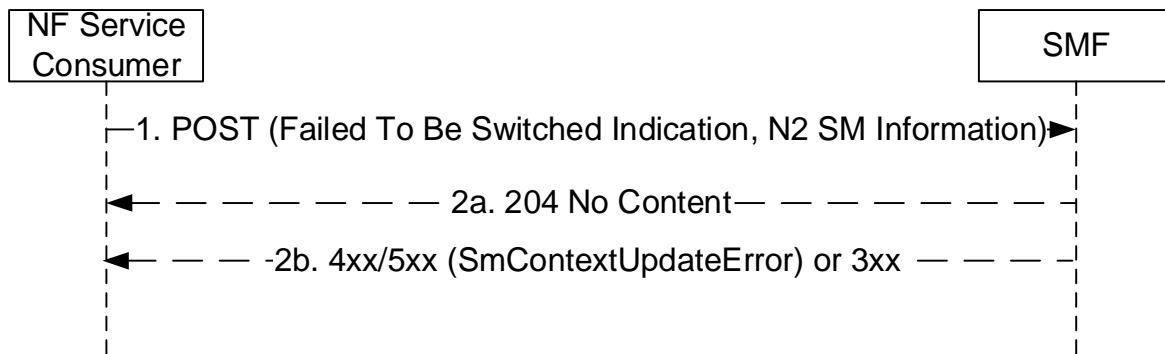 NF Service
Consumer
SMF
1. POST (Failed To Be Switched Indication, N2 SM Information)
2a. 204 No Content
2b. 4xx/5xx (SmContextUpdateError) or 3xx